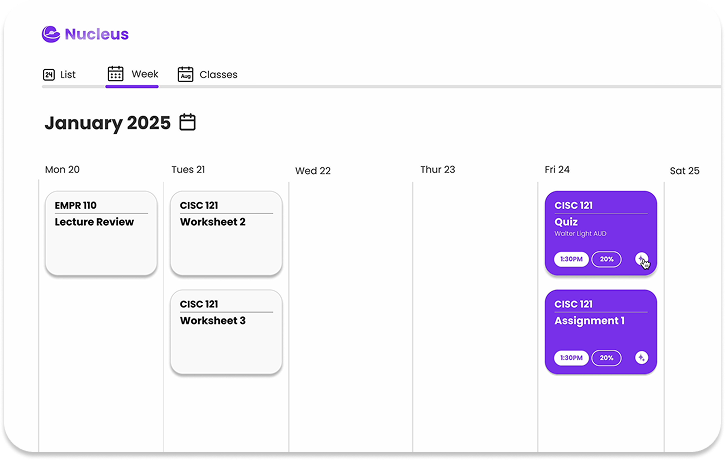 Nucleus
24 List
Week
Aug Classes
January 2025
Mon 20
Tues 21
Wed 22
Thur 23
Fri 24
Sat 25
EMPR 110
Lecture Review
CISC 121
Worksheet 2
CISC 121
Worksheet 3
CISC 121
Quiz
Walter Light AUD
1:30PM
20%
CISC 121
Assignment 1
1:30PM
20%